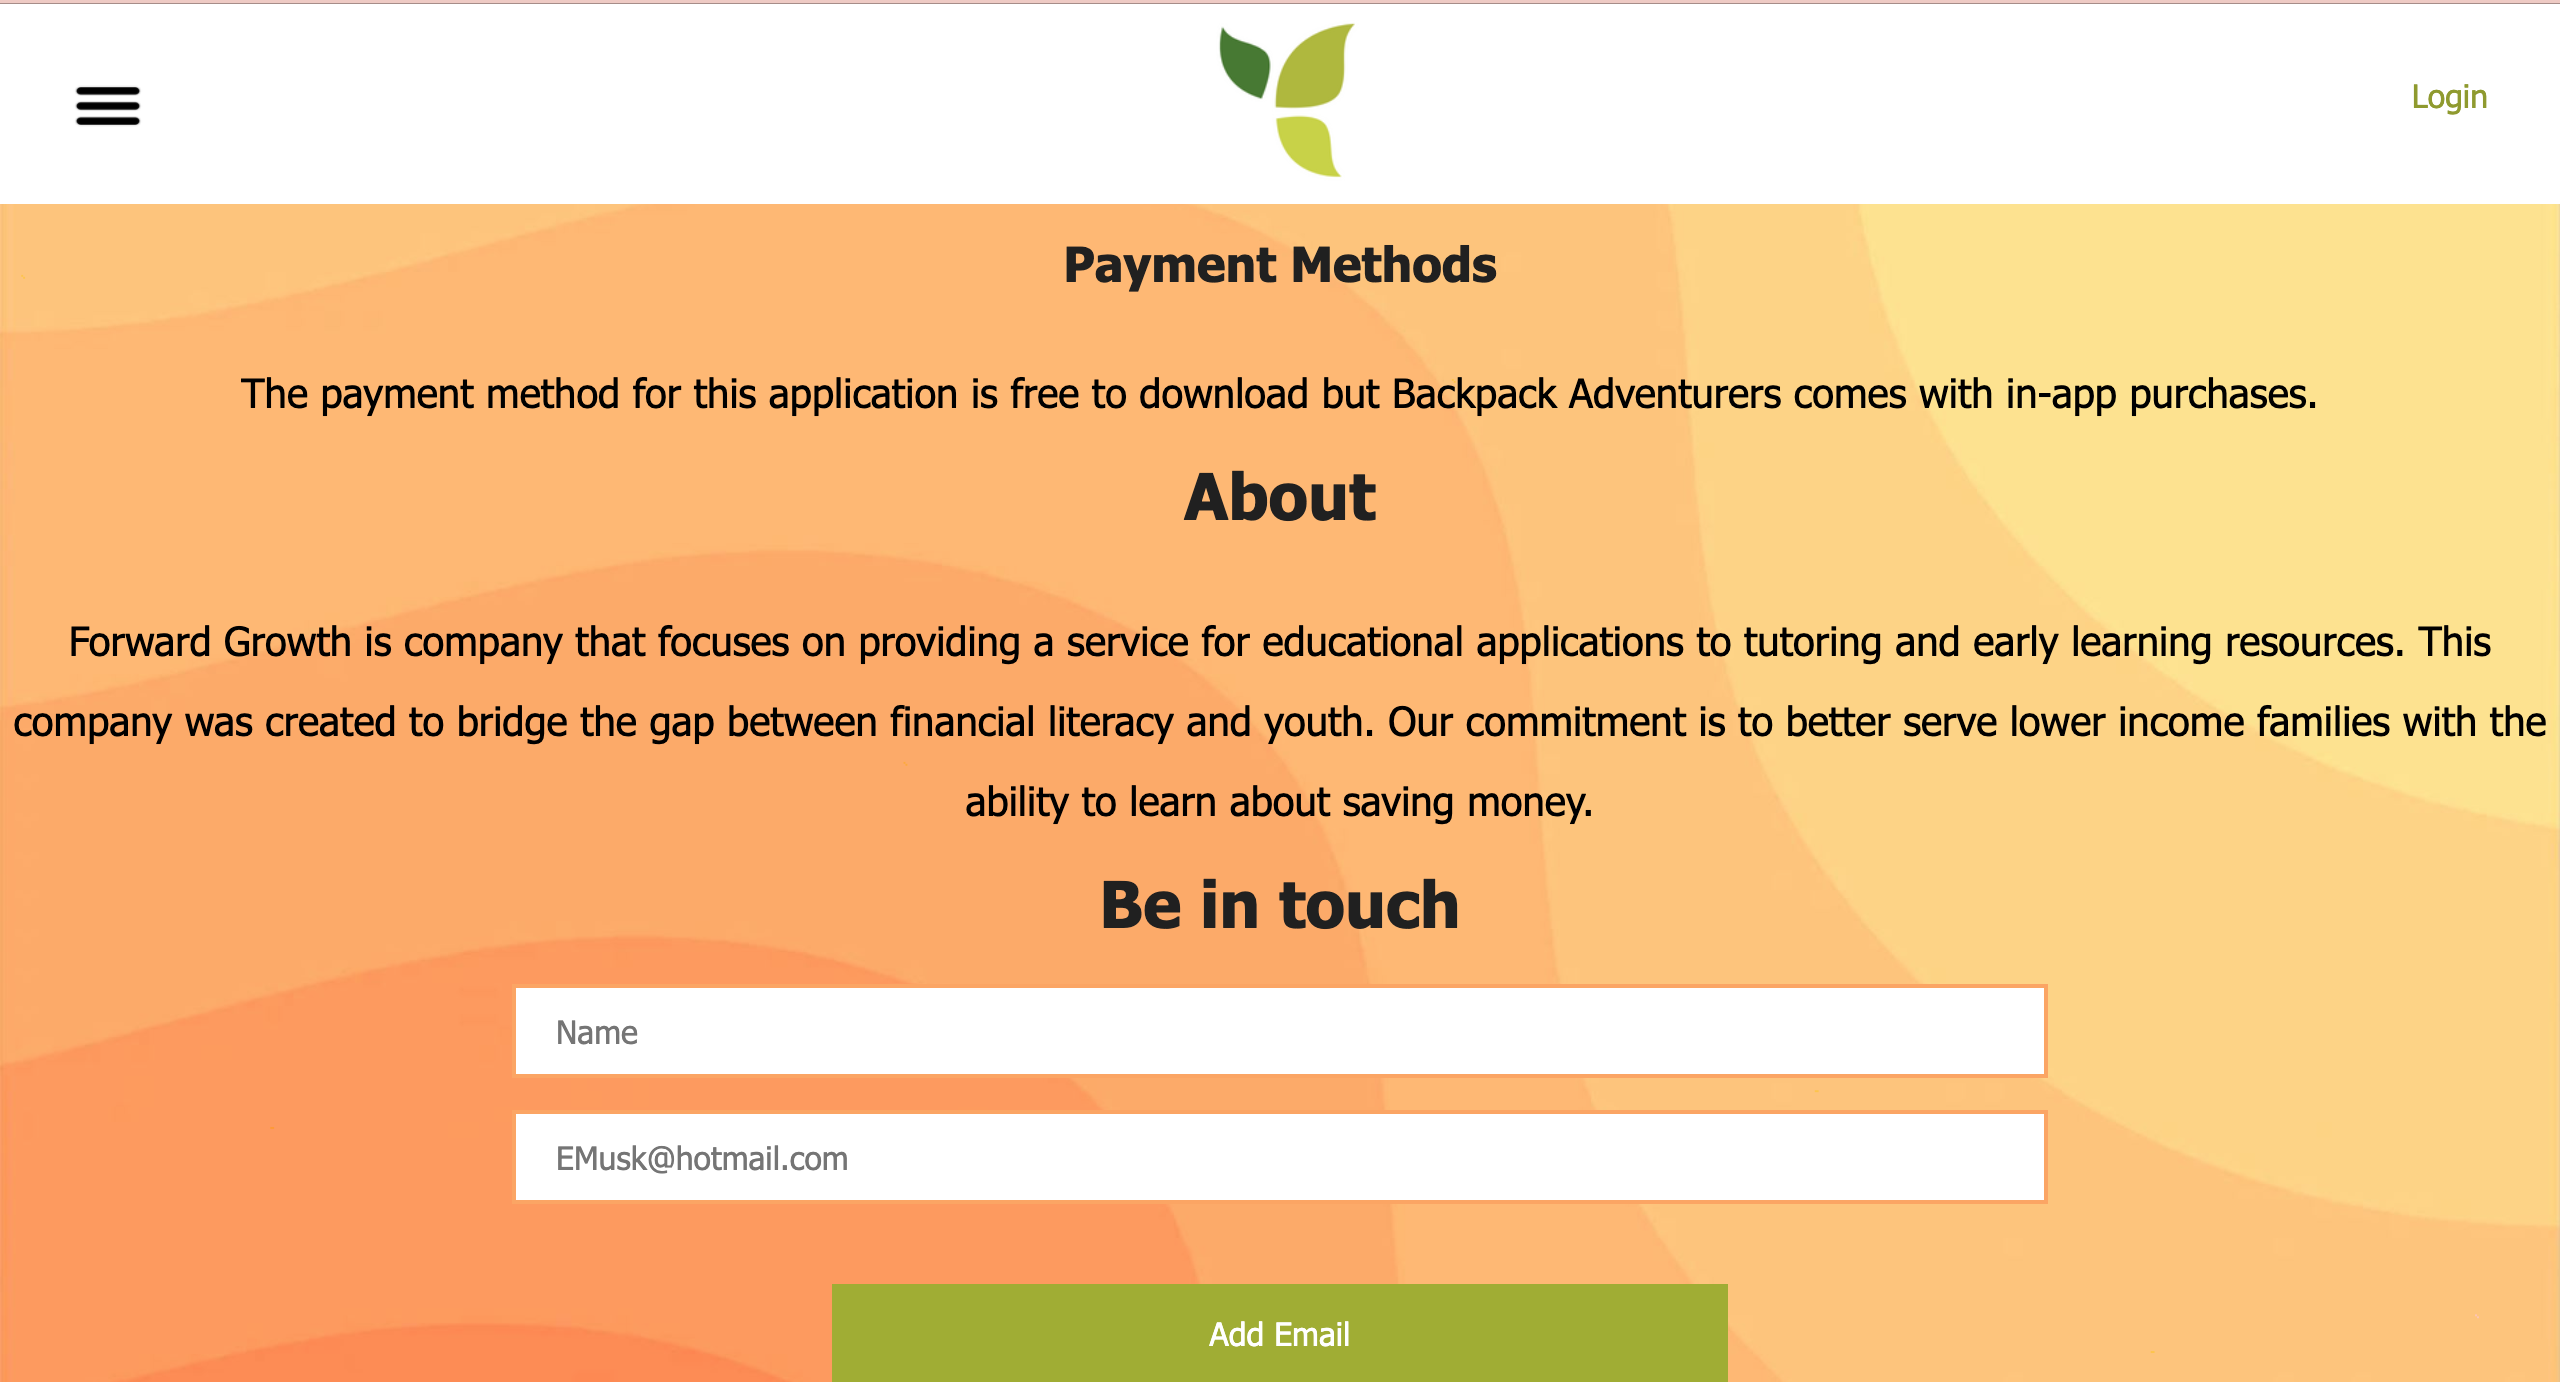 Login
Payment Methods
The payment method for this application is free to download but Backpack Adventurers comes with in-app purchases.
About
Forward Growth is company that focuses on providing a service for educational applications to tutoring and early learning resources. This
company was created to bridge the gap between financial literacy and youth. Our commitment is to better serve lower income families with the
ability to learn about saving money.
Be in touch
Name
EMusk@hotmail.com
Add Email